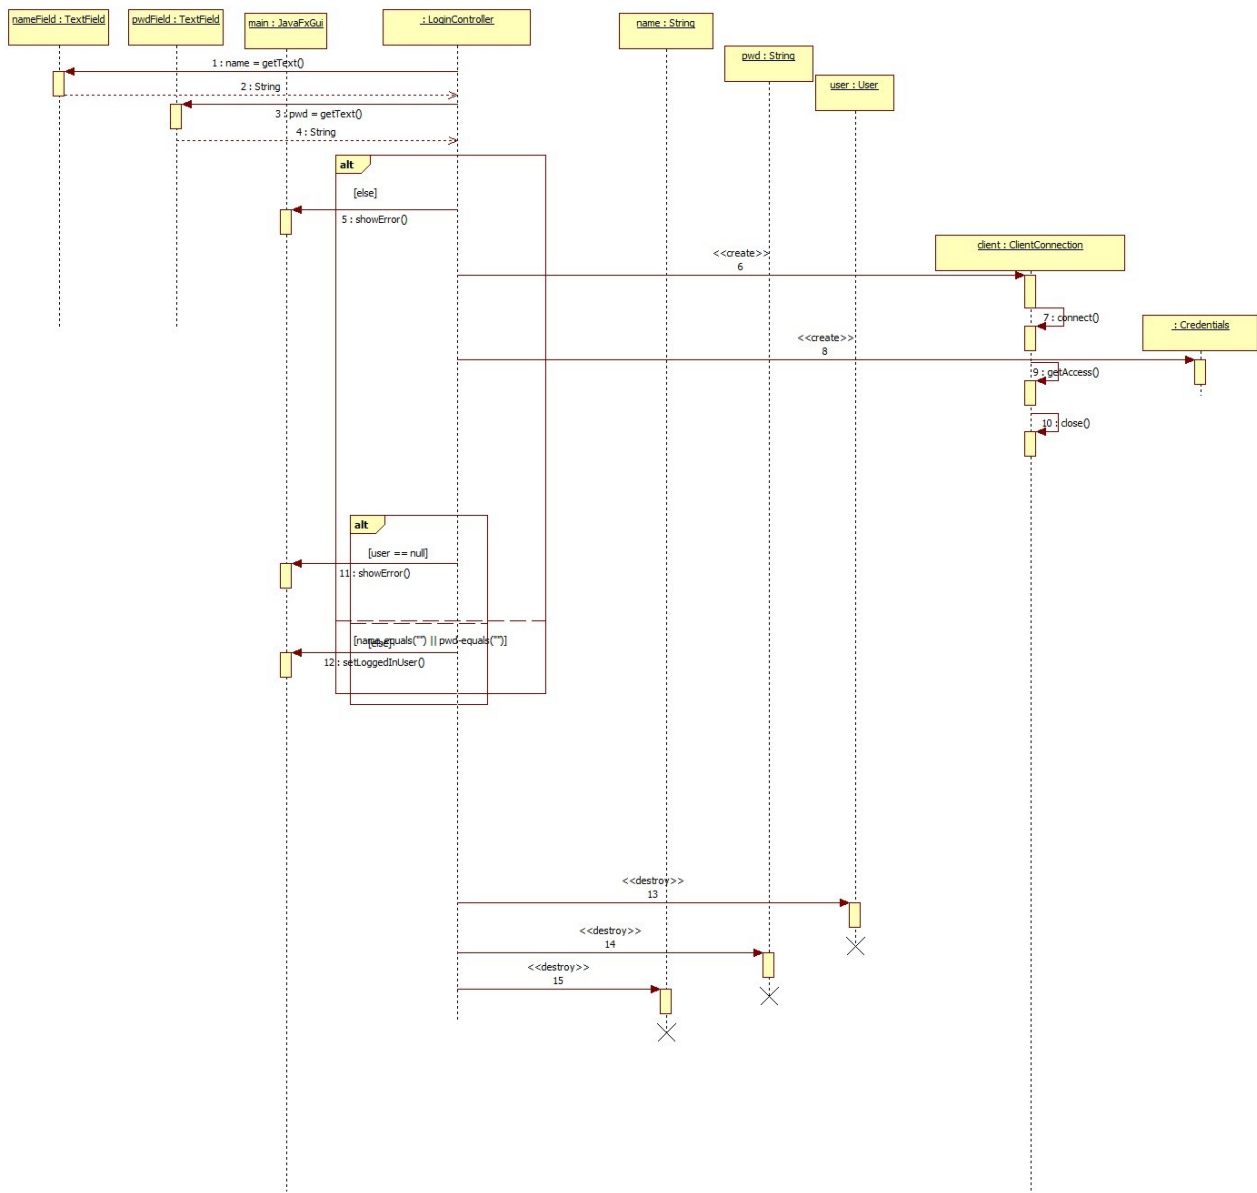 nameField : TextField
pwdField : TextField
main : JavaFxGui
: LoginController
name : String
pwd : String
user : User
1 : name = getText()
2 : String
3 : pwd = getText()
4 : String
alt
[else]
5 : showError()
client : ClientConnection
<<create>>
6
7 : connect()
: Credentials
<<create>>
8
9 : getAccess()
10 : close()
alt
[user == null]
11 : showError()
[name.equals("") || pwd.equals("")]
[else]
12 : setLoggedInUser()
<<destroy>>
13
<<destroy>>
14
<<destroy>>
15